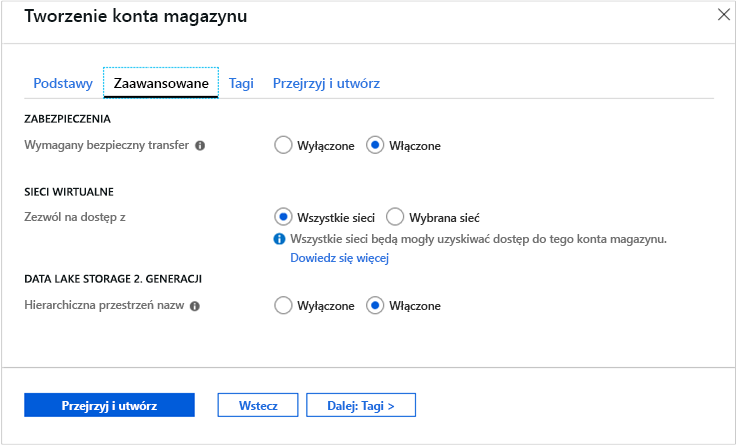 Tworzenie konta magazynu
Podstawy Zaawansowane Tagi Przejrzyj i utwórz
ZABEZPIECZENIA
Wymagany bezpieczny transfer Wyłączone Włączone
SIECI WIRTUALNE
Zezwól na dostęp z Wszystkie sieci Wybrana sieć
Wszystkie sieci będą mogły uzyskiwać dostęp do tego konta magazynu.
Dowiedz się więcej
DATA LAKE STORAGE 2. GENERACJI
Hierarchiczna przestrzeń nazw Wyłączone Włączone
Przejrzyj i utwórz Wstecz Dalej: Tagi >